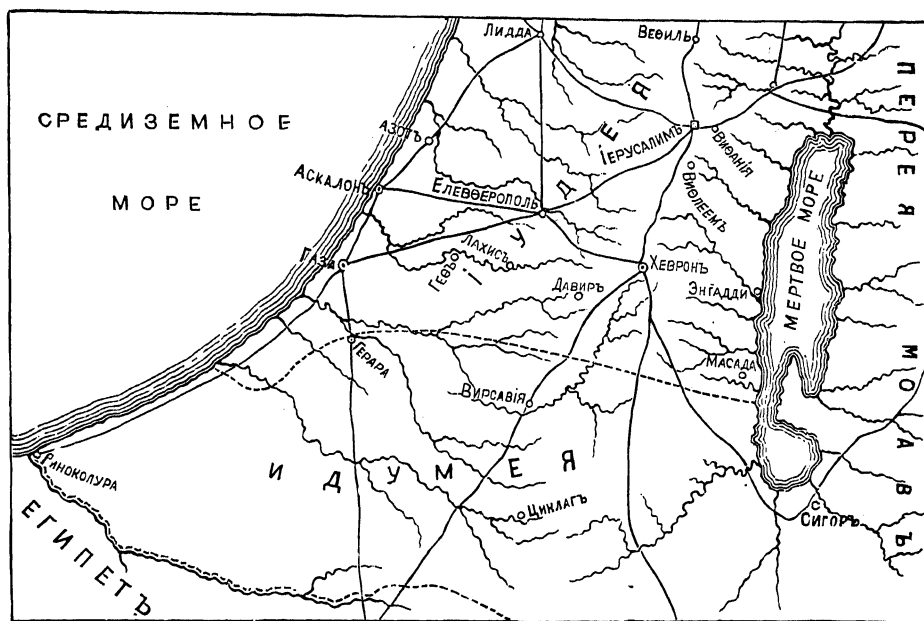 Лидда
Веѳиль
ПЕРЕЯ
СРЕДИЗЕМНОЕ
МОРЕ
Азотъ
Іерусалимъ
Виѳанія
Аскалонъ
Елевѳерополь
Виѳлеемъ
ІУДЕЯ
МЕРТВОЕ МОРЕ
Газа
Геѳъ
Лахисъ
Хевронъ
Давиръ
Энгадди
Герара
Масада
МОАВЪ
Вирсавія
ИДУМЕЯ
Риноколура
Циклагъ
Сигоръ
ЕГИПЕТЪ